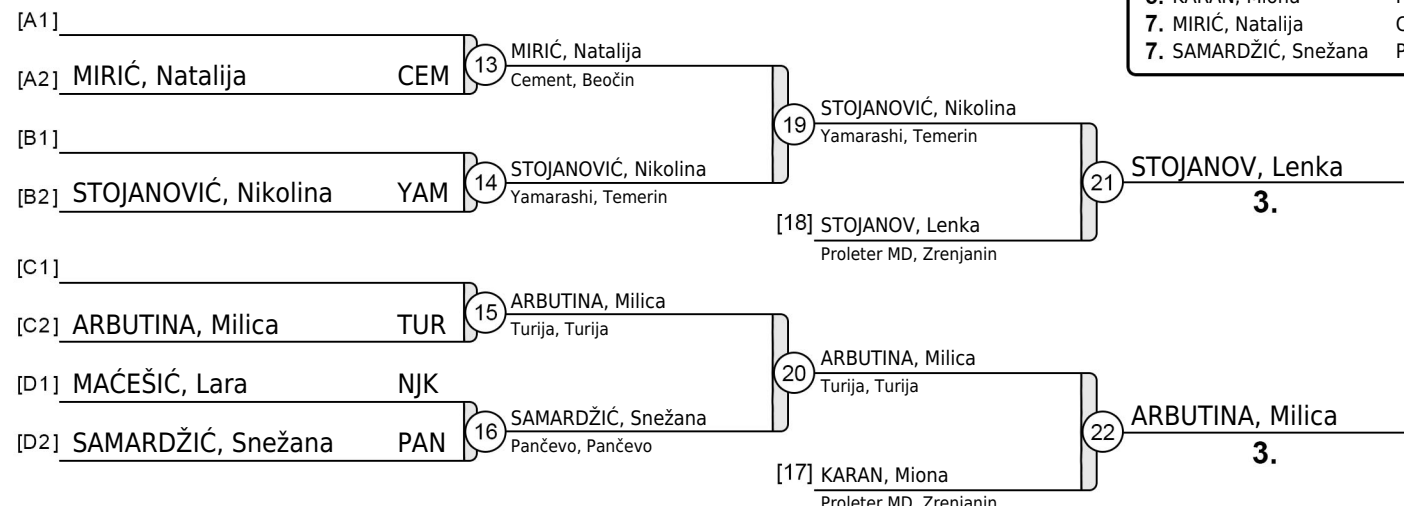 [A1]
[A2] MIRIĆ, Natalija CEM
13
MIRIĆ, Natalija
Cement, Beočin
[B1]
[B2] STOJANOVIĆ, Nikolina YAM
14
STOJANOVIĆ, Nikolina
Yamarashi, Temerin
19
STOJANOVIĆ, Nikolina
Yamarashi, Temerin
[18] STOJANOV, Lenka
Proleter MD, Zrenjanin
21
STOJANOV, Lenka
3.
[C1]
[C2] ARBUTINA, Milica TUR
15
ARBUTINA, Milica
Turija, Turija
[D1] MAĆEŠIĆ, Lara NJK
[D2] SAMARDŽIĆ, Snežana PAN
16
SAMARDŽIĆ, Snežana
Pančevo, Pančevo
20
ARBUTINA, Milica
Turija, Turija
[17] KARAN, Miona
Proleter MD, Zrenjanin
22
ARBUTINA, Milica
3.
KARAN, Miona
7. MIRIĆ, Natalija
7. SAMARDŽIĆ, Snežana